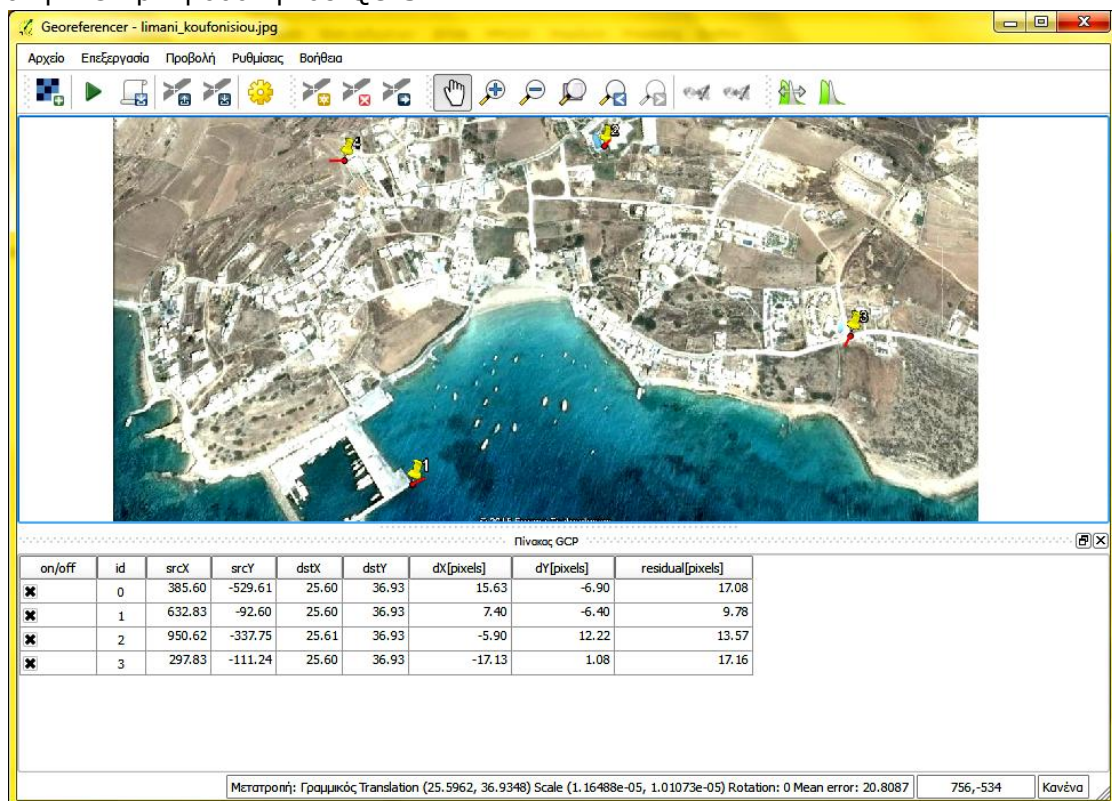 Georeferencer - limani_koufonisiou.jpg
Αρχείο Επεξεργασία Προβολή Ρυθμίσεις Βοήθεια
4
2
3
1
Πίνακας GCP
on/off id srcX srcY dstX dstY dX[pixels] dY[pixels] residual[pixels]
0 385.60 -529.61 25.60 36.93 15.63 -6.90 17.08
1 632.83 -92.60 25.60 36.93 7.40 -6.40 9.78
2 950.62 -337.75 25.61 36.93 -5.90 12.22 13.57
3 297.83 -111.24 25.60 36.93 -17.13 1.08 17.16
Μετατροπή: Γραμμικός Translation (25.5962, 36.9348) Scale (1.16488e-05, 1.01073e-05) Rotation: 0 Mean error: 20.8087 756,-534 Κανένα